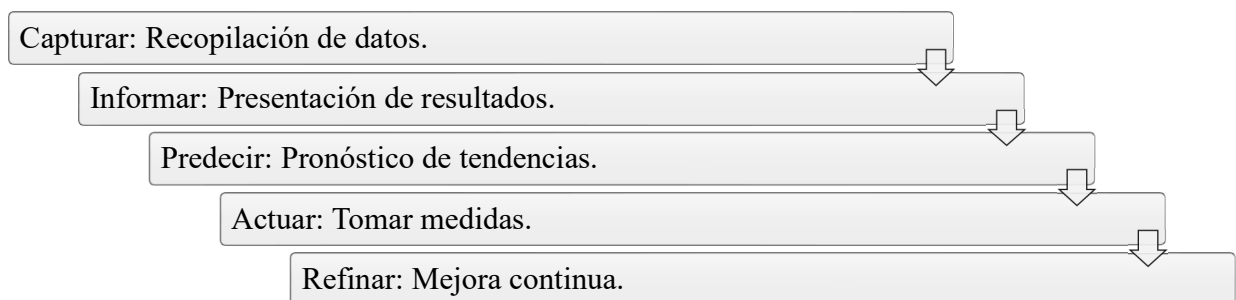 Capturar: Recopilación de datos.
Informar: Presentación de resultados.
Predecir: Pronóstico de tendencias.
Actuar: Tomar medidas.
Refinar: Mejora continua.